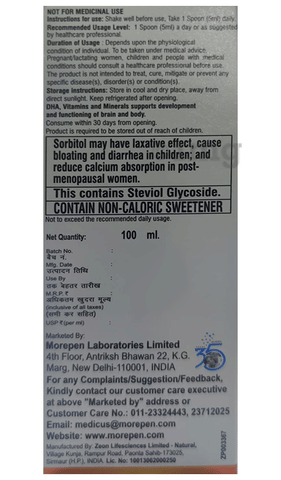 NOT FOR MEDICINAL USE
Instructions for use: Shake well before use, Take 1 Spoon (5ml) daily.
Recommended Usage Level: 1 Spoon (5ml) a day or as suggested
by healthcare professional.
Duration of Usage : Depends upon the physiological
condition of individual. To be taken under medical advice.
Pregnant/lactating women, children and people with medical
conditions should consult a healthcare professional before use.
The product is not intended to treat, cure, mitigate or prevent any
specific disease(s), disorder(s) or condition(s).
Storage Instructions: Store in cool and dry place, away from
direct sunlight. Keep refrigerated after opening.
DHA, Vitamins and Minerals supports development
and functioning of brain and body.
Consume within 30 days from opening.
Product is required to be stored out of reach of children.
Sorbitol may have laxative effect, cause
bloating and diarrhea in children; and
reduce calcium absorption in post-
menopausal women.
This contains Steviol Glycoside.
CONTAIN NON-CALORIC SWEETENER
Not to exceed the recommended daily usage.
Net Quantity: 100 ml.
Batch No. :
बैच नं.
Mfg. Date :
उत्पादन तिथि
Use By :
तक बेहतर तारीख
M.R.P. ₹ :
अधिकतम खुदरा मूल्य
(inclusive of all taxes)
(सभी कर सहित)
USP ₹(per ml) :
Marketed By:
Morepen Laboratories Limited
4th Floor, Antriksh Bhawan 22, K.G.
Marg, New Delhi-110001, INDIA
35
For any Complaints/Suggestion/Feedback,
Kindly contact our customer care executive
at above "Marketed by" address or
Customer Care No.: 011-23324443, 23712025
Email: medicus@morepen.com
Website: www.morepen.com
Manufactured By: Zeon Lifesciences Limited - Natural,
Village Kunja, Rampur Road, Paonta Sahib-173025,
Sirmaur (H.P.), INDIA. Lic. No: 10013062000250